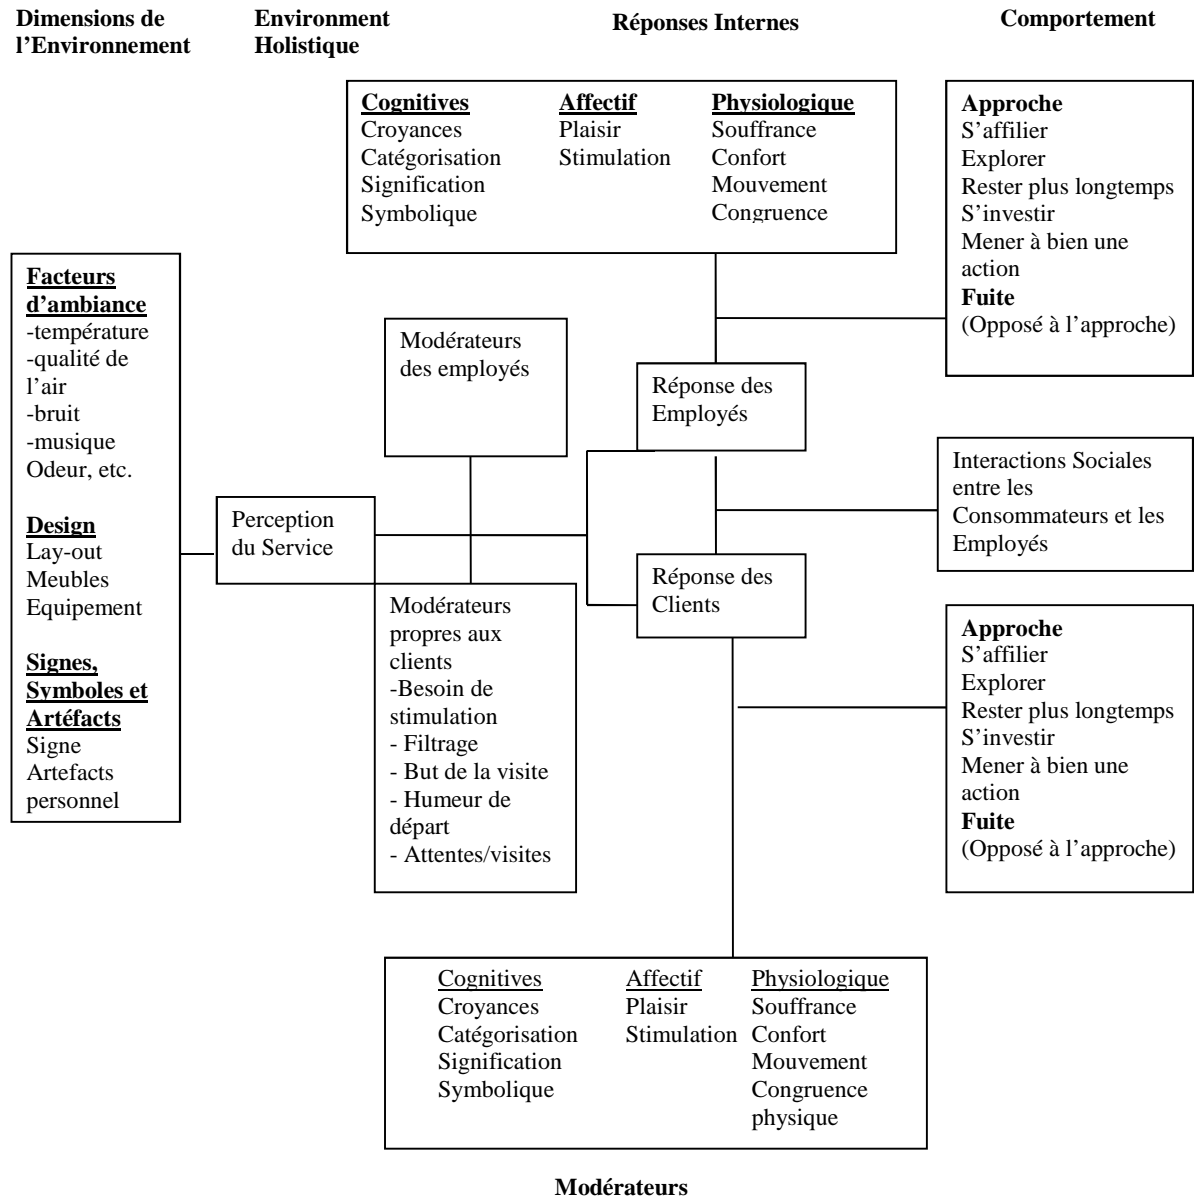 Dimensions de
l’Environnement
Environment
Holistique
Réponses Internes
Comportement
Cognitives
Croyances
Catégorisation
Signification
Symbolique
Affectif
Plaisir
Stimulation
Physiologique
Souffrance
Confort
Mouvement
Congruence
Approche
S’affilier
Explorer
Rester plus longtemps
S’investir
Mener à bien une
action
Fuite
(Opposé à l’approche)
Facteurs
d’ambiance
-température
-qualité de
l’air
-bruit
-musique
Odeur, etc.
Design
Lay-out
Meubles
Equipement
Signes,
Symboles et
Artéfacts
Signe
Artefacts
personnel
Perception
du Service
Modérateurs
des employés
Modérateurs
propres aux
clients
-Besoin de
stimulation
- Filtrage
- But de la visite
- Humeur de
départ
- Attentes/visites
Réponse des
Employés
Réponse des
Clients
Interactions Sociales
entre les
Consommateurs et les
Employés
Approche
S’affilier
Explorer
Rester plus longtemps
S’investir
Mener à bien une
action
Fuite
(Opposé à l’approche)
Cognitives
Croyances
Catégorisation
Signification
Symbolique
Affectif
Plaisir
Stimulation
Physiologique
Souffrance
Confort
Mouvement
Congruence
physique
Modérateurs